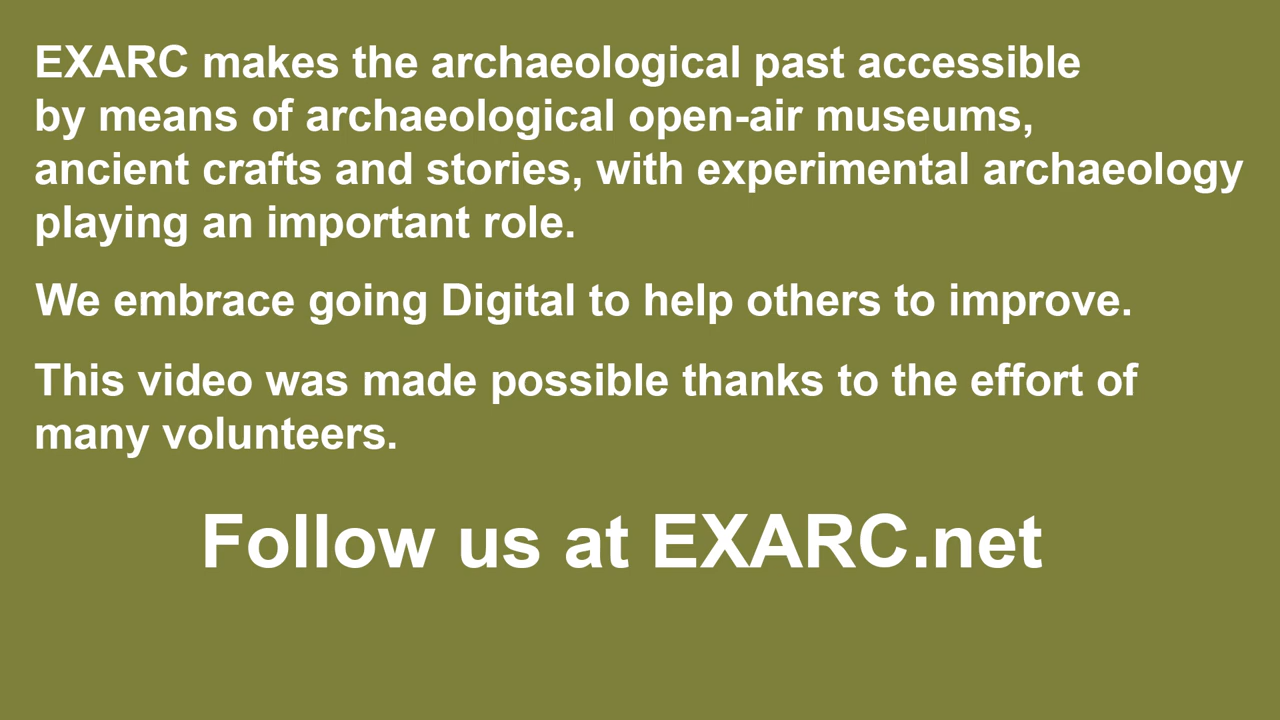 EXARC makes the archaeological past accessible
by means of archaeological open-air museums,
ancient crafts and stories, with experimental archaeology
playing an important role.
We embrace going Digital to help others to improve.
This video was made possible thanks to the effort of
many volunteers.
Follow us at EXARC.net